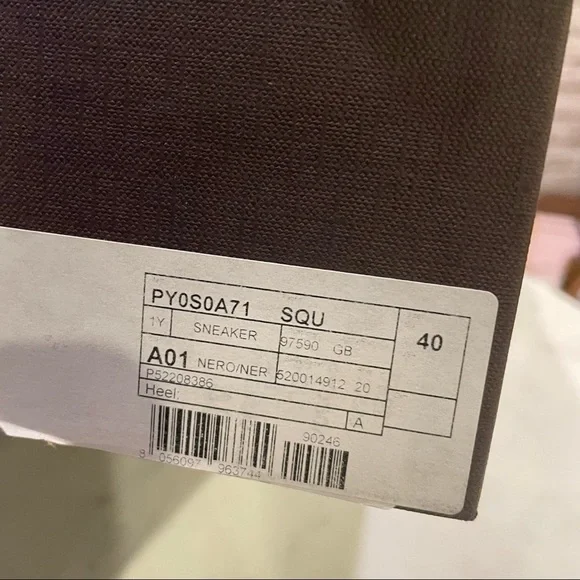 PY0S0A71 SQU
40
1Y SNEAKER 97590 GB
A01 NERO/NER 520014912 20
P52208386
Heel:
A
90246
8 056097 963744